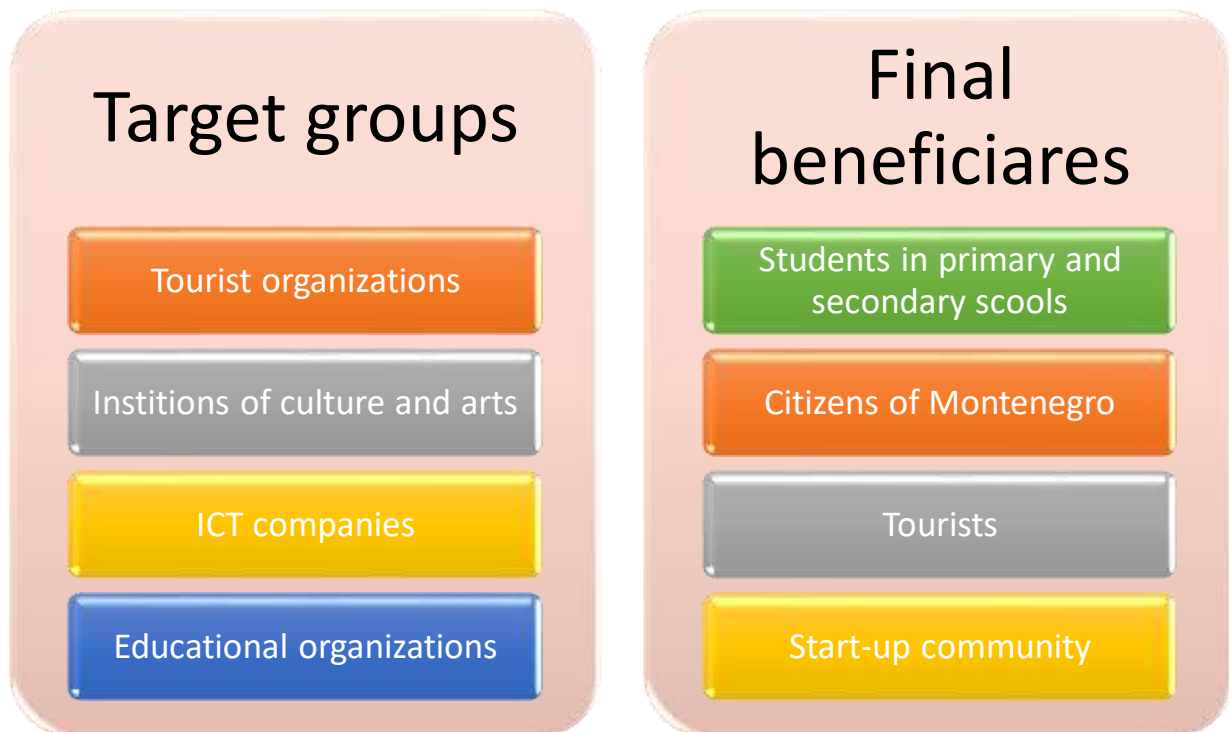 Target groups
Tourist organizations
Institions of culture and arts
ICT companies
Educational organizations
Final
beneficiares
Students in primary and
secondary scools
Citizens of Montenegro
Tourists
Start-up community